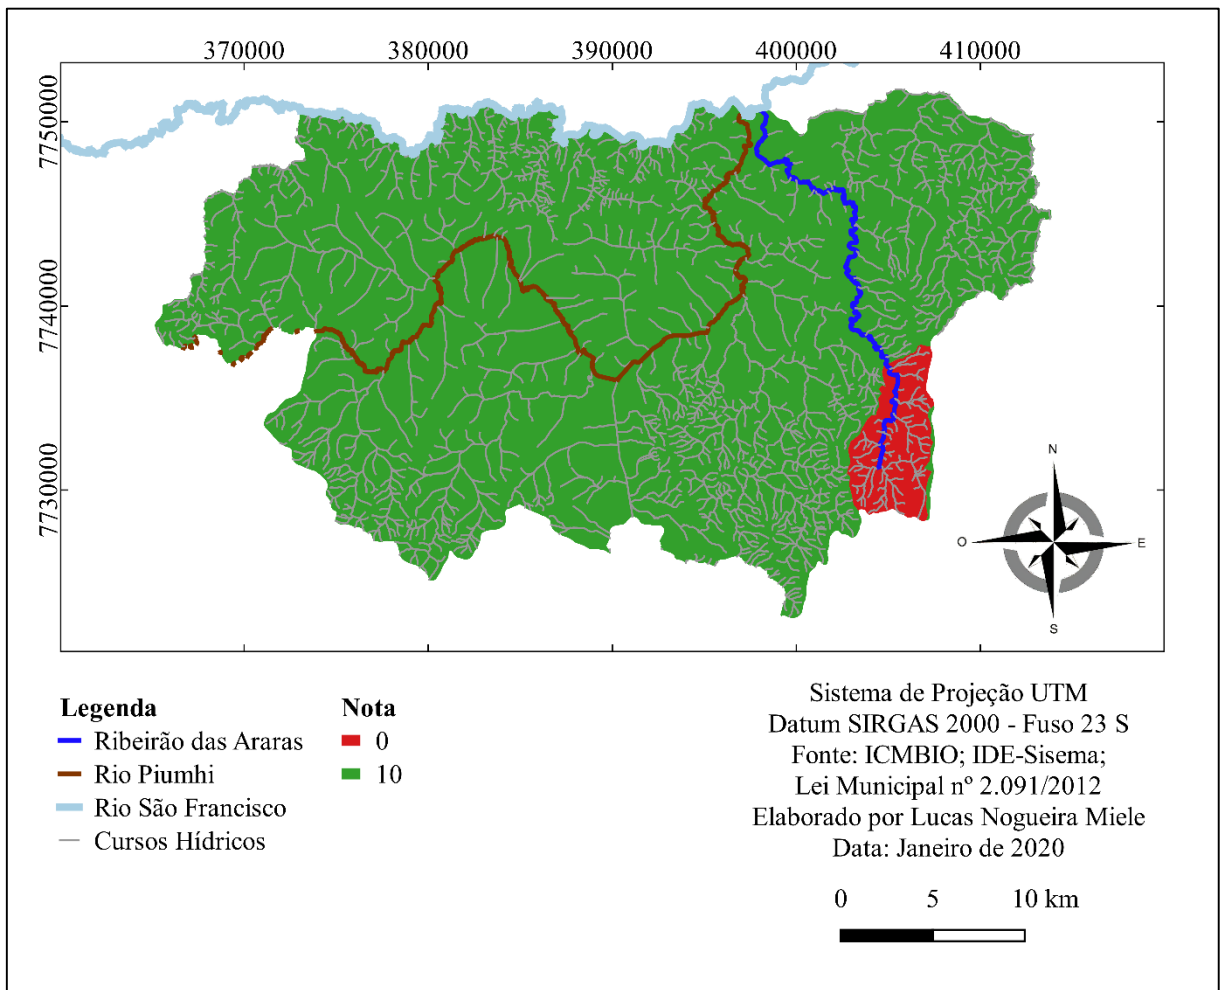 370000 380000 390000 400000 410000
7750000
7740000
7730000
N
O E
S
Legenda
Ribeirão das Araras
Rio Piumhi
Rio São Francisco
Cursos Hídricos
Nota
0
10
Sistema de Projeção UTM
Datum SIRGAS 2000 - Fuso 23 S
Fonte: ICMBIO; IDE-Sisema;
Lei Municipal nº 2.091/2012
Elaborado por Lucas Nogueira Miele
Data: Janeiro de 2020
0 5 10 km